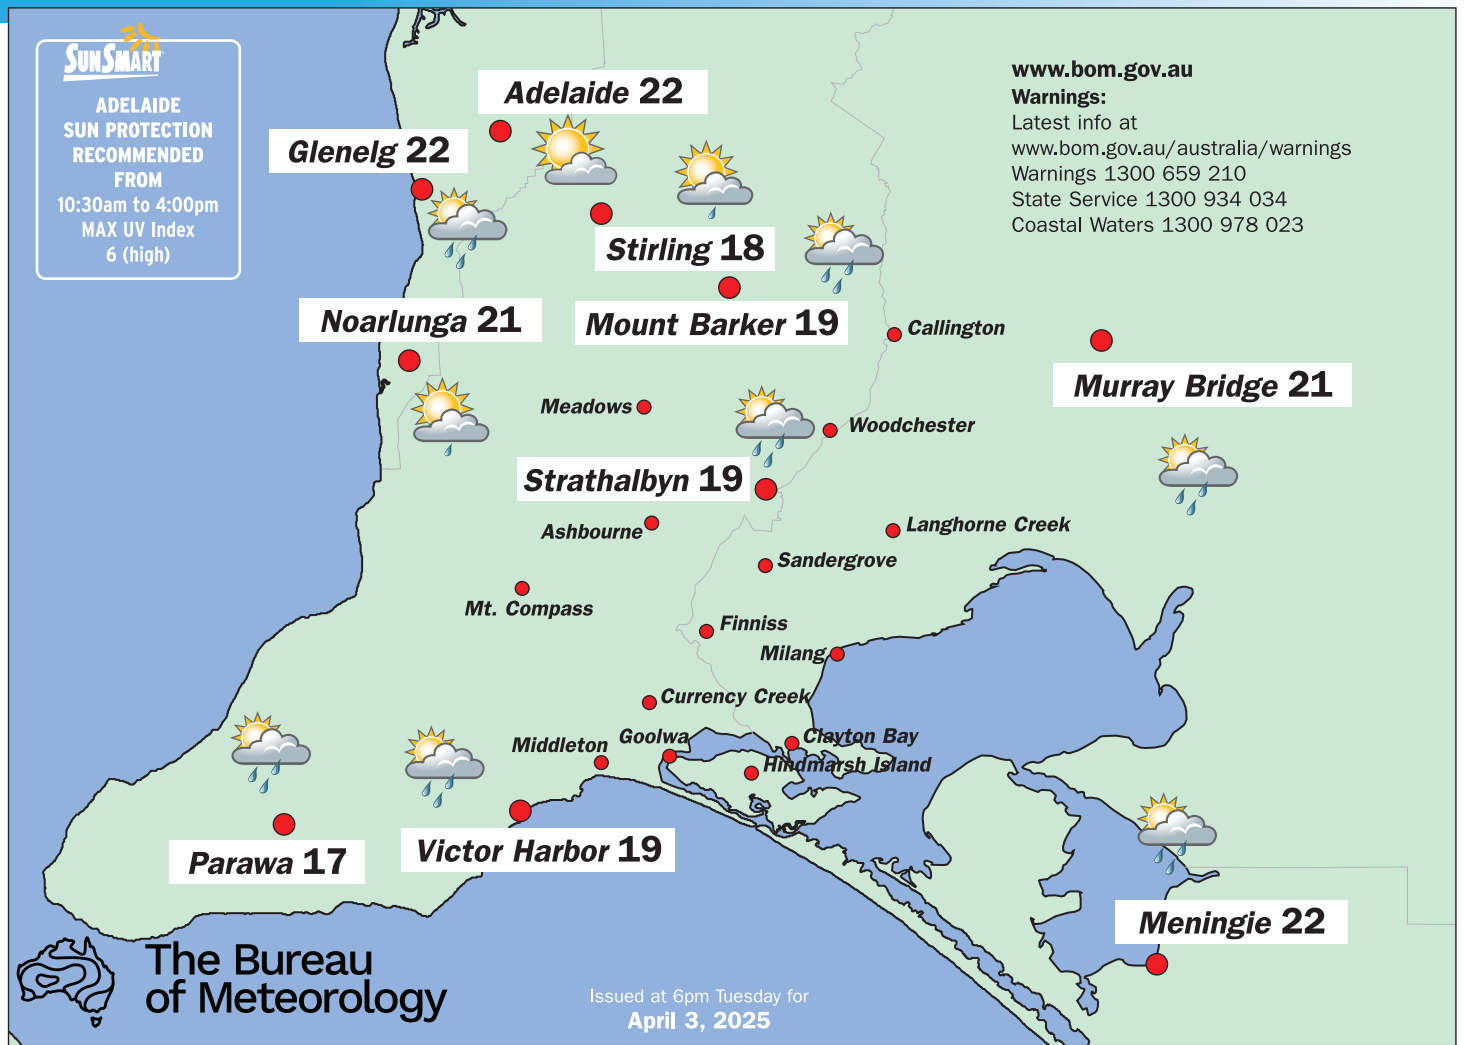 SUNSMART
ADELAIDE
SUN PROTECTION
RECOMMENDED
FROM
10:30am to 4:00pm
MAX UV Index
6 (high)
www.bom.gov.au
Warnings:
Latest info at
www.bom.gov.au/australia/warnings
Warnings 1300 659 210
State Service 1300 934 034
Coastal Waters 1300 978 023
Adelaide 22
Glenelg 22
Stirling 18
Noarlunga 21
Mount Barker 19
Callington
Murray Bridge 21
Meadows
Woodchester
Strathalbyn 19
Ashbourne
Langhorne Creek
Sandergrove
Mt. Compass
Finniss
Milang
Currency Creek
Middleton
Goolwa
Clayton Bay
Hindmarsh Island
Parawa 17
Victor Harbor 19
Meningie 22
The Bureau
of Meteorology
Issued at 6pm Tuesday for
April 3, 2025